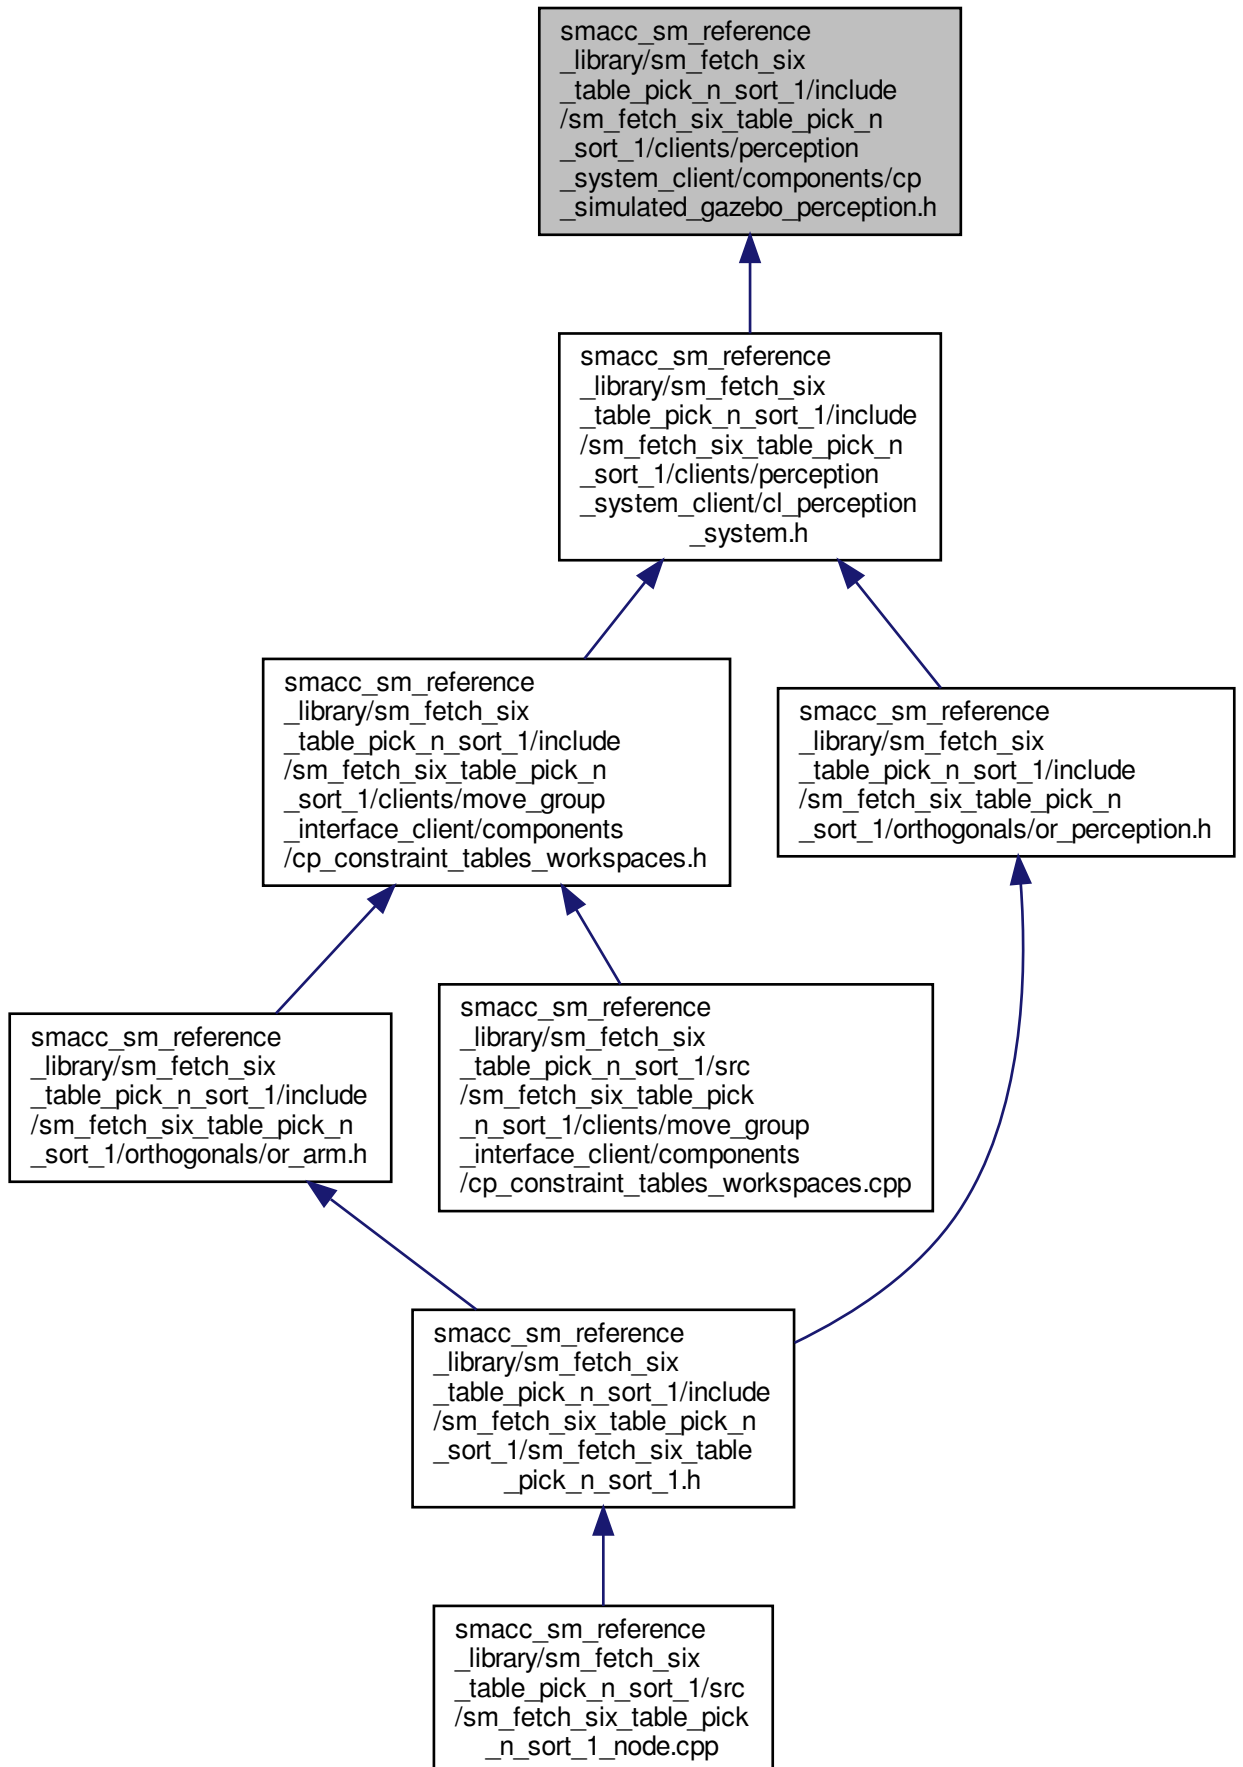 smacc_sm_reference
_library/sm_fetch_six
_table_pick_n_sort_1/include
/sm_fetch_six_table_pick_n
_sort_1/clients/perception
_system_client/components/cp
_simulated_gazebo_perception.h
smacc_sm_reference
_library/sm_fetch_six
_table_pick_n_sort_1/include
/sm_fetch_six_table_pick_n
_sort_1/clients/perception
_system_client/cl_perception
_system.h
smacc_sm_reference
_library/sm_fetch_six
_table_pick_n_sort_1/include
/sm_fetch_six_table_pick_n
_sort_1/clients/move_group
_interface_client/components
/cp_constraint_tables_workspaces.h
smacc_sm_reference
_library/sm_fetch_six
_table_pick_n_sort_1/include
/sm_fetch_six_table_pick_n
_sort_1/orthogonals/or_perception.h
smacc_sm_reference
_library/sm_fetch_six
_table_pick_n_sort_1/include
/sm_fetch_six_table_pick_n
_sort_1/orthogonals/or_arm.h
smacc_sm_reference
_library/sm_fetch_six
_table_pick_n_sort_1/src
/sm_fetch_six_table_pick
_n_sort_1/clients/move_group
_interface_client/components
/cp_constraint_tables_workspaces.cpp
smacc_sm_reference
_library/sm_fetch_six
_table_pick_n_sort_1/include
/sm_fetch_six_table_pick_n
_sort_1/sm_fetch_six_table
_pick_n_sort_1.h
smacc_sm_reference
_library/sm_fetch_six
_table_pick_n_sort_1/src
/sm_fetch_six_table_pick
_n_sort_1_node.cpp